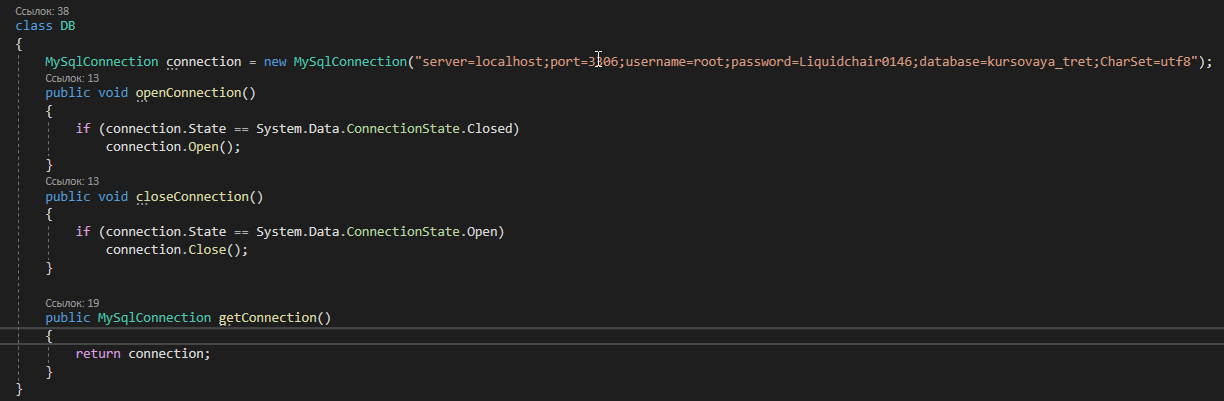 Ссылок: 38
class DB
{
MySqlConnection connection = new MySqlConnection("server=localhost;port=3306;username=root;password=Liquidchair0146;database=kursovaya_tret;CharSet=utf8");
Ссылок: 13
public void openConnection()
{
if (connection.State == System.Data.ConnectionState.Closed)
connection.Open();
}
Ссылок: 13
public void closeConnection()
{
if (connection.State == System.Data.ConnectionState.Open)
connection.Close();
}
Ссылок: 19
public MySqlConnection getConnection()
{
return connection;
}
}